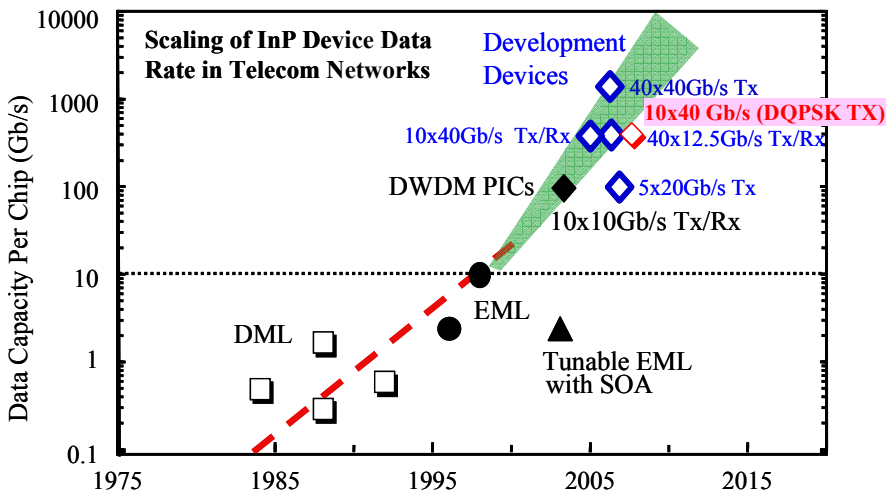 Scaling of InP Device Data
Rate in Telecom Networks
Development
Devices
40x40Gb/s Tx
10x40 Gb/s (DQPSK TX)
10x40Gb/s Tx/Rx
40x12.5Gb/s Tx/Rx
DWDM PICs
5x20Gb/s Tx
10x10Gb/s Tx/Rx
EML
DML
Tunable EML
with SOA
Data Capacity Per Chip (Gb/s)
10000
1000
100
10
1
0.1
1975
1985
1995
2005
2015